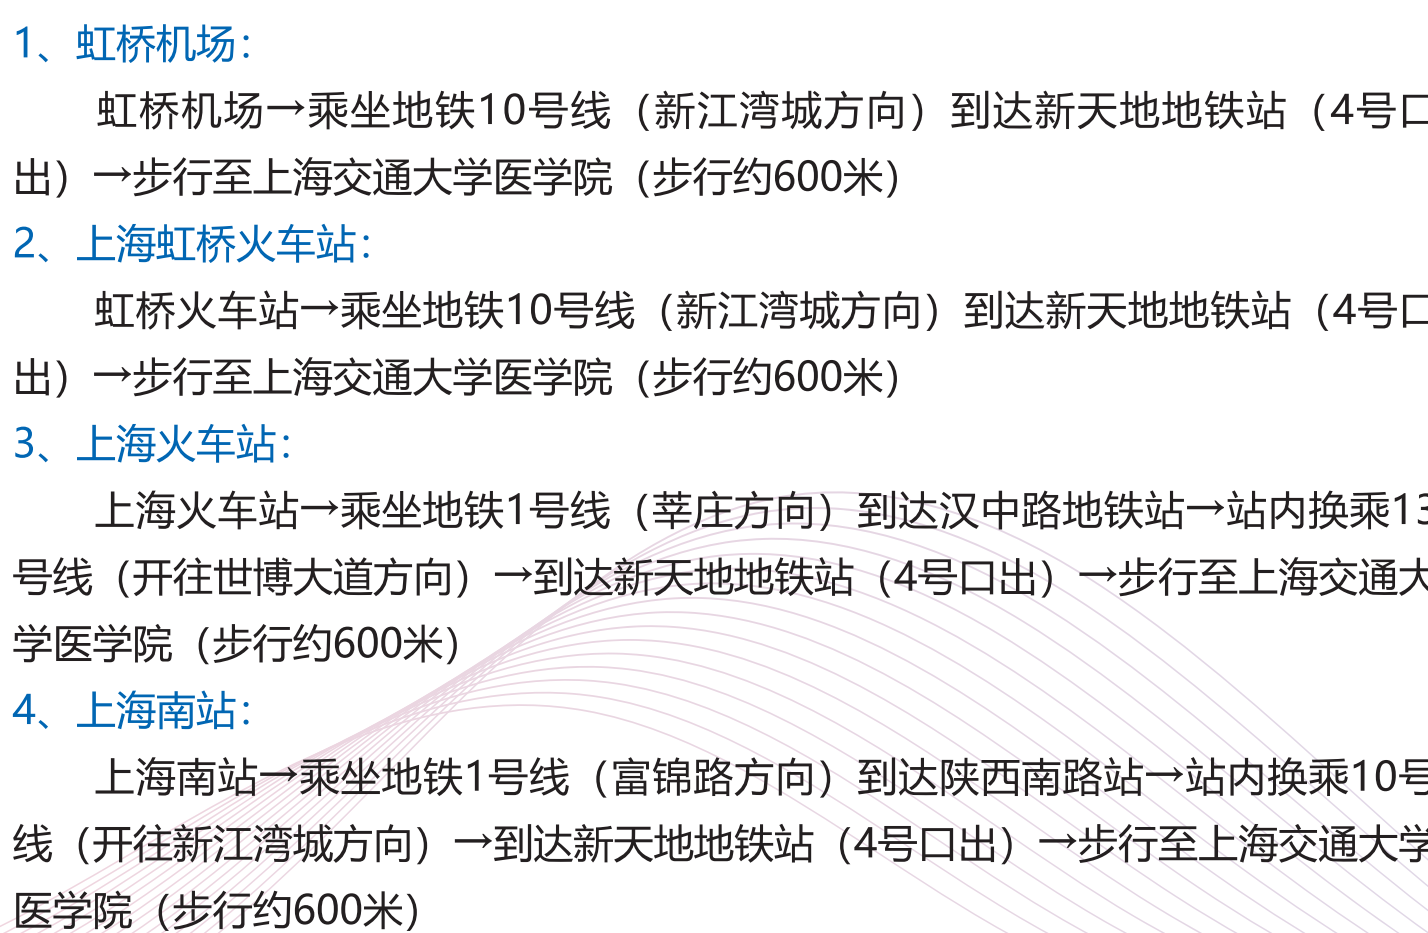 1、虹桥机场：
虹桥机场→乘坐地铁10号线（新江湾城方向）到达新天地地铁站（4号口
出）→步行至上海交通大学医学院（步行约600米）
2、上海虹桥火车站：
虹桥火车站→乘坐地铁10号线（新江湾城方向）到达新天地地铁站（4号口
出）→步行至上海交通大学医学院（步行约600米）
3、上海火车站：
上海火车站→乘坐地铁1号线（莘庄方向）到达汉中路地铁站→站内换乘13
号线（开往世博大道方向）→到达新天地地铁站（4号口出）→步行至上海交通大
学医学院（步行约600米）
4、上海南站：
上海南站→乘坐地铁1号线（富锦路方向）到达陕西南路站→站内换乘10号
线（开往新江湾城方向）→到达新天地地铁站（4号口出）→步行至上海交通大学
医学院（步行约600米）